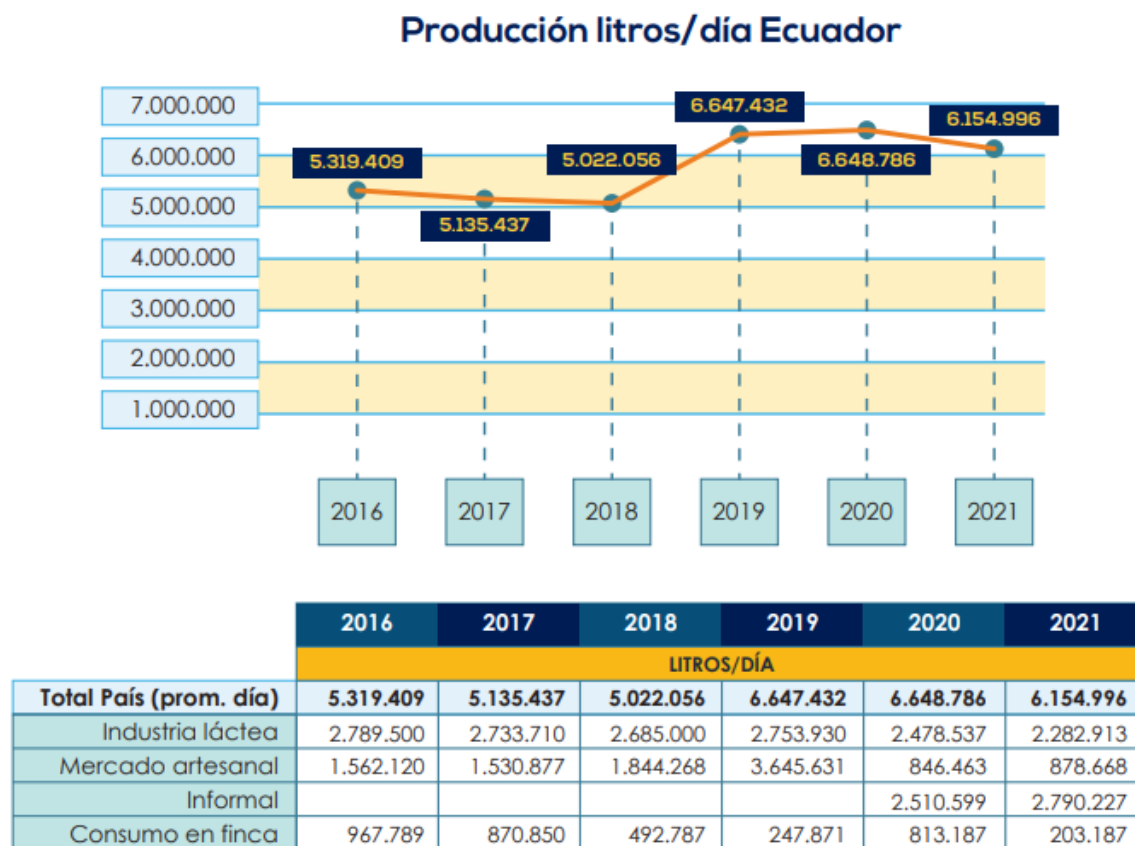 Producción litros/día Ecuador
7.000.000
6.000.000
5.000.000
4.000.000
3.000.000
2.000.000
1.000.000
5.319.409
5.135.437
5.022.056
6.647.432
6.648.786
6.154.996
2016 2017 2018 2019 2020 2021
2016 2017 2018 2019 2020 2021
LITROS/DÍA
Total País (prom. día) 5.319.409 5.135.437 5.022.056 6.647.432 6.648.786 6.154.996
Industria láctea 2.789.500 2.733.710 2.685.000 2.753.930 2.478.537 2.282.913
Mercado artesanal 1.562.120 1.530.877 1.844.268 3.645.631 846.463 878.668
Informal 2.510.599 2.790.227
Consumo en finca 967.789 870.850 492.787 247.871 813.187 203.187